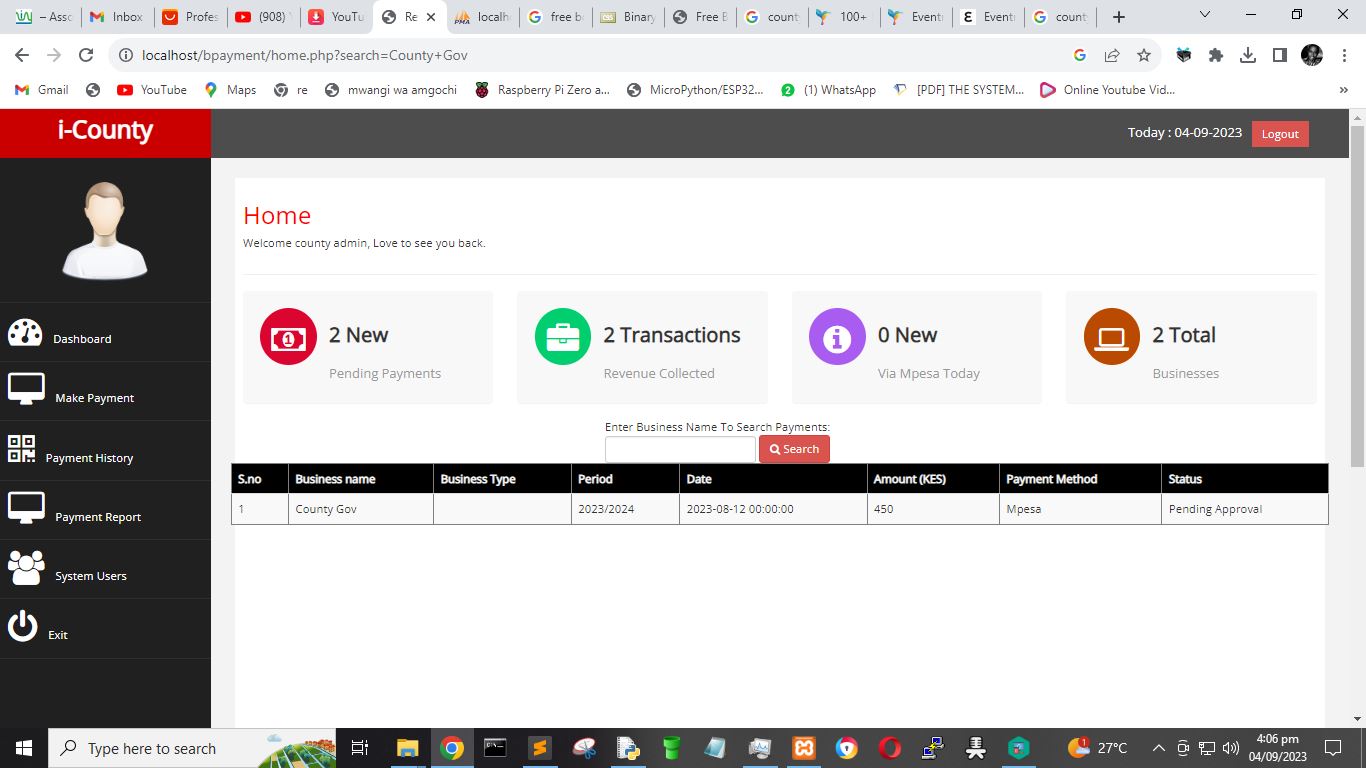 – Assc
Inbox
Profes
(908) Y
YouTu
Re
localh
free b
Binary
Free E
count
100+
Event
Event
count
localhost/bpayment/home.php?search=County+Gov
Gmail
YouTube
Maps
re
mwangi wa amgochi
Raspberry Pi Zero a...
MicroPython/ESP32...
(1) WhatsApp
[PDF] THE SYSTEM...
Online Youtube Vid...
i-County
Today : 04-09-2023
Logout
Home
Welcome county admin, Love to see you back.
2 New
Pending Payments
2 Transactions
Revenue Collected
0 New
Via Mpesa Today
2 Total
Businesses
Dashboard
Make Payment
Payment History
Payment Report
System Users
Exit
Enter Business Name To Search Payments:
Search
S.no Business name Business Type Period Date Amount (KES) Payment Method Status
1 County Gov 2023/2024 2023-08-12 00:00:00 450 Mpesa Pending Approval
Type here to search
27°C
4:06 pm
04/09/2023